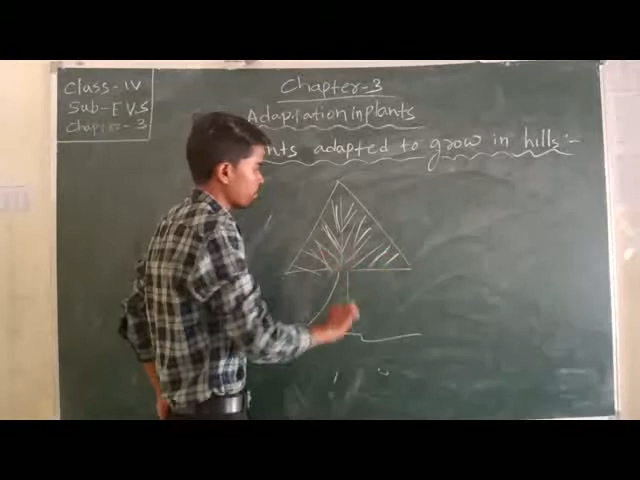 Class-IV
Sub-E V.S
Chapter-3
Chapter-3
Adaptation in plants
nts adapted to grow in hills:-